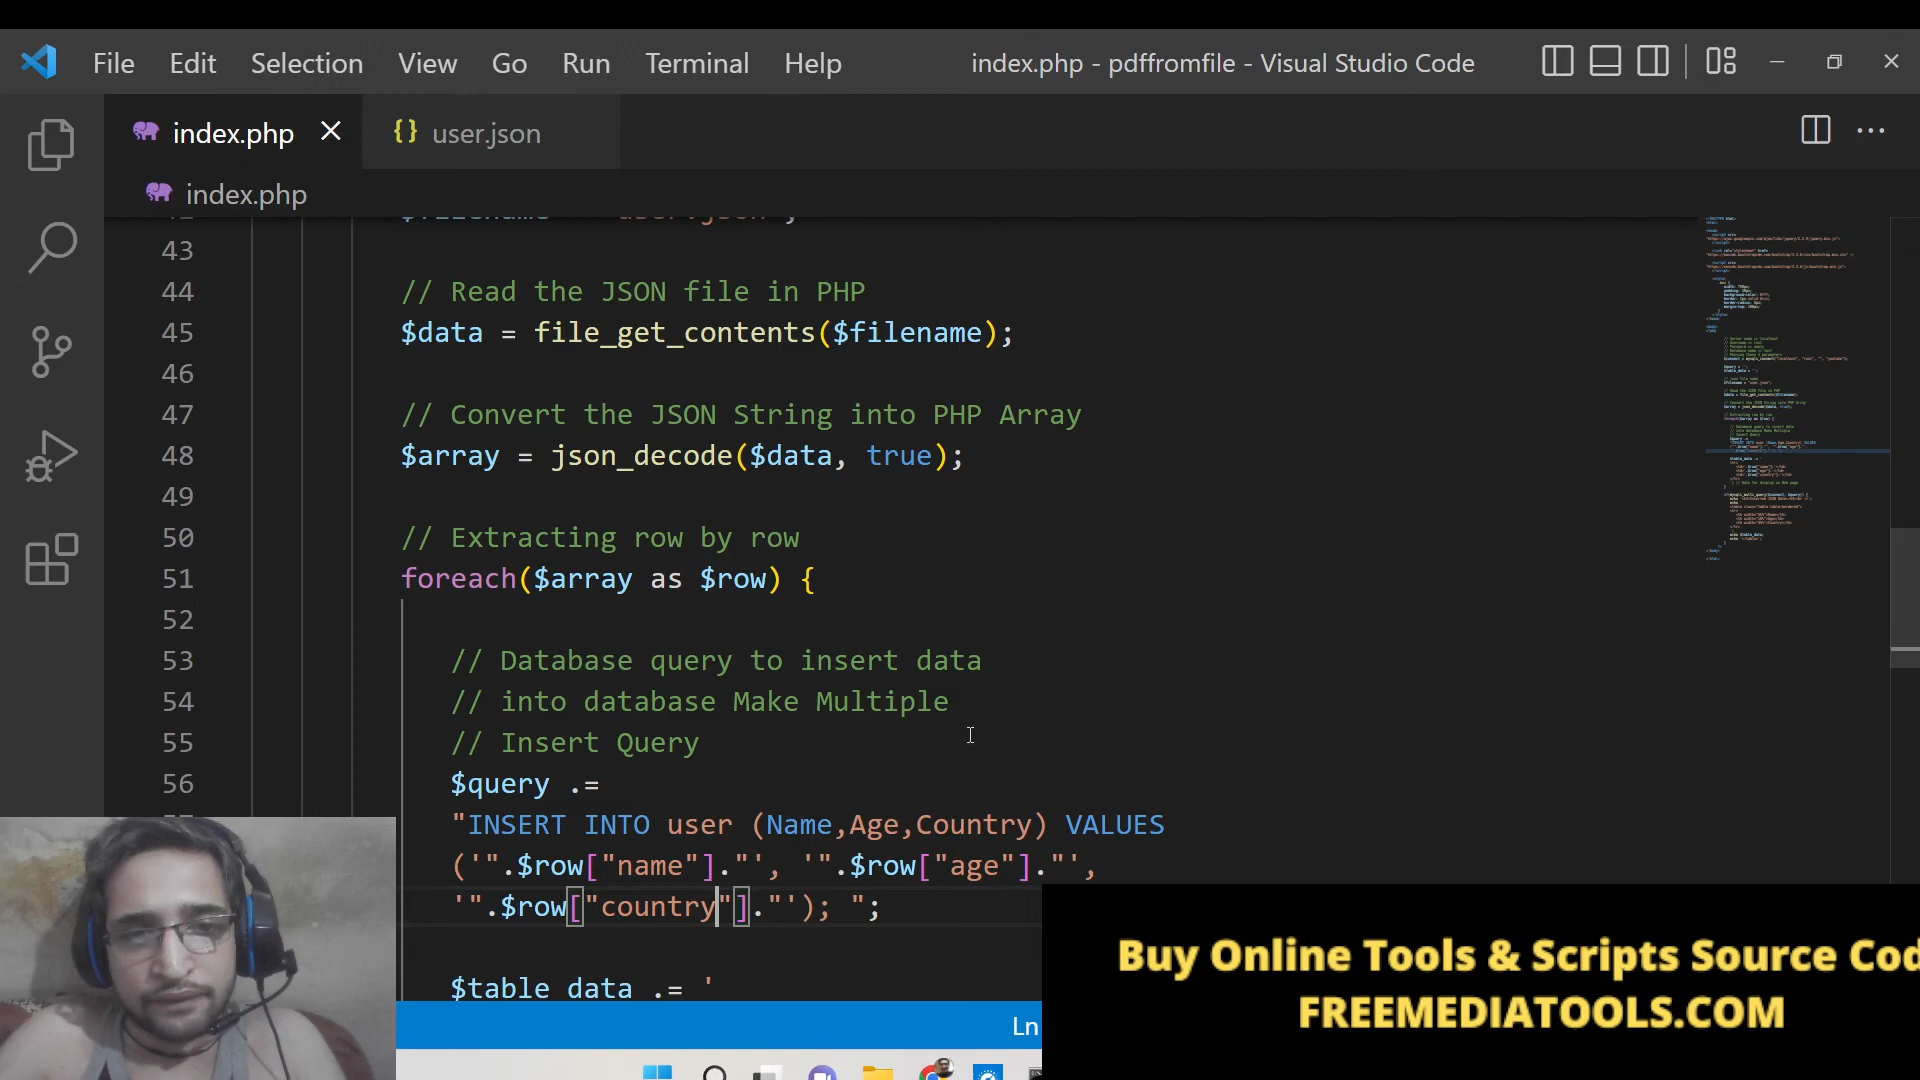 File Edit Selection View Go Run Terminal Help index.php - pdffromfile - Visual Studio Code
index.php user.json
index.php
43
44 // Read the JSON file in PHP
45 $data = file_get_contents($filename);
46
47 // Convert the JSON String into PHP Array
48 $array = json_decode($data, true);
49
50 // Extracting row by row
51 foreach($array as $row) {
52
53 // Database query to insert data
54 // into database Make Multiple
55 // Insert Query
56 $query .=
"INSERT INTO user (Name,Age,Country) VALUES
('".$row["name"]."', '".$row["age"]."',
'".$row["country"]."'); ";
$table_data .= '
Ln
Buy Online Tools & Scripts Source Cod
FREEMEDIATOOLS.COM